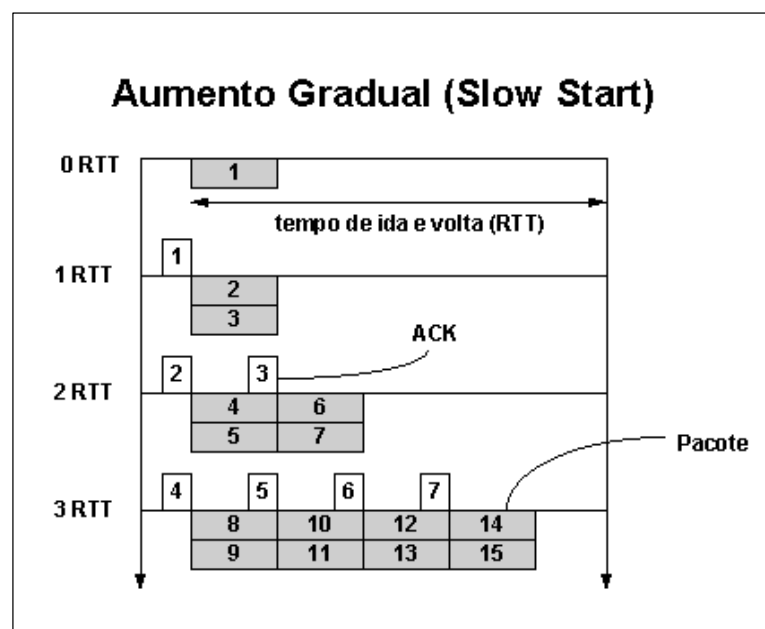 Aumento Gradual (Slow Start)
0 RTT
1
tempo de ida e volta (RTT)
1
1 RTT
2
3
ACK
2 3
2 RTT
4 6
5 7
Pacote
4 5 6 7
3 RTT
8 10 12 14
9 11 13 15